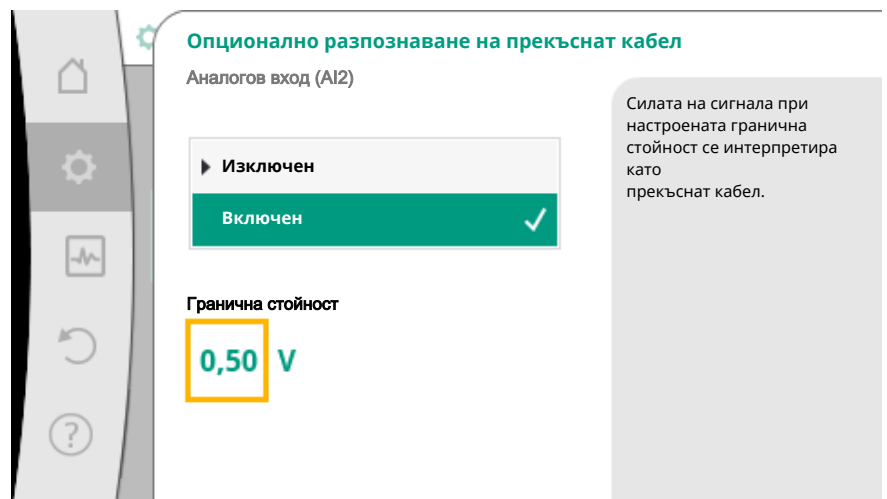 Опционално разпознаване на прекъснат кабел
Аналогов вход (AI2)
Силата на сигнала при
настроената гранична
стойност се интерпретира
като
прекъснат кабел.
Изключен
Включен
Гранична стойност
0,50 V
?